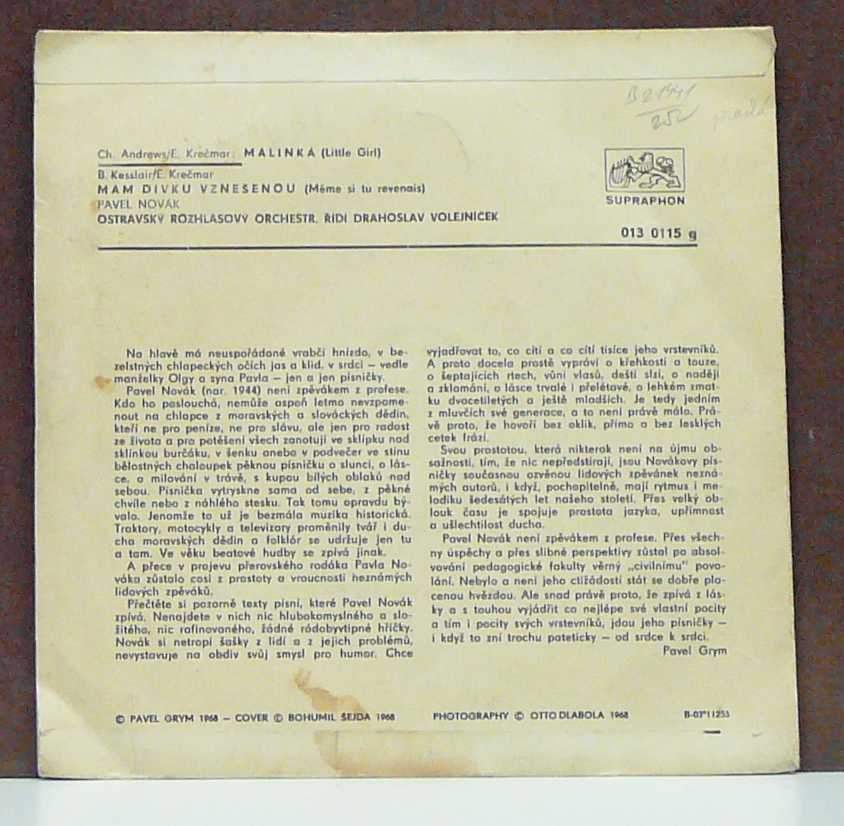 B 2
25
Ch. Andrews/E. Krečmar: MALINKÁ (Little Girl)
B. Kesslair/E. Krečmar
MÁM DÍVKU VZNEŠENOU (Même si tu revenais)
PAVEL NOVÁK
OSTRAVSKÝ ROZHLASOVÝ ORCHESTR, ŘÍDÍ DRAHOSLAV VOLEJNÍČEK
SUPRAPHON
013 0115 g
Na hlavě má neuspořádané vrabčí hnízdo, v be-
zelstných chlapeckých očích jas a klid, v srdci – vedle
manželky Olgy a syna Pavla – jen a jen písničky.
Pavel Novák (nar. 1944) není zpěvákem z profese.
Kdo ho poslouchá, nemůže aspoň letmo nevzpome-
nout na chlapce z moravských a slováckých dědin,
kteří ne pro peníze, ne pro slávu, ale jen pro radost
ze života a pro potěšení všech zanotují ve sklípku nad
sklínkou burčáku, v šenku anebo v podvečer ve stínu
bělostných chaloupek pěknou písničku o slunci, o lás-
ce, o milování v trávě, s kupou bílých oblaků nad
sebou. Písnička vytryskne sama od sebe, z pěkné
chvíle nebo z náhlého stesku. Tak tomu opravdu bý-
valo. Jenomže to už je bezmála muzika historická.
Traktory, motocykly a televizory proměnily tvář i du-
cha moravských dědin a folklór se udržuje jen tu
a tam. Ve věku beatové hudby se zpívá jinak.
A přece v projevu přerovského rodáka Pavla No-
váka zůstalo cosi z prostoty a vroucnosti neznámých
lidových zpěváků.
Přečtěte si pozorně texty písní, které Pavel Novák
zpívá. Nenajdete v nich nic hlubokomyslného a slo-
žitého, nic rafinovaného, žádné rádobyvtipné hříčky.
Novák si netropí šašky z lidí a z jejich problémů,
nevystavuje na obdiv svůj smysl pro humor. Chce
vyjadřovat to, co cítí a co cítí tisíce jeho vrstevníků.
A proto docela prostě vypráví o křehkosti a touze,
o šeptajících rtech, vůni vlasů, dešti slzí, o naději
a zklamání, o lásce trvalé i přelétavé, o lehkém zmat-
ku dvacetiletých a ještě mladších. Je tedy jedním
z mluvčích své generace, a to není právě málo. Prá-
vě proto, že hovoří bez oklik, přímo a bez lesklých
cetek frází.
Svou prostotou, která nikterak není na újmu ob-
sažnosti, tím, že nic nepředstírají, jsou Novákovy pís-
ničky současnou ozvěnou lidových zpěvánek nezná-
mých autorů, i když, pochopitelně, mají rytmus i me-
lodiku šedesátých let našeho století. Přes velký ob-
louk času je spojuje prostota jazyka, upřímnost
a ušlechtilost ducha.
Pavel Novák není zpěvákem z profese. Přes všech-
ny úspěchy a přes slibné perspektivy zůstal po absol-
vování pedagogické fakulty věrný „civilnímu“ povo-
lání. Nebylo a není jeho ctižádostí stát se dobře pla-
cenou hvězdou. Ale snad právě proto, že zpívá z lás-
ky a s touhou vyjádřit co nejlépe své vlastní pocity
a tím i pocity svých vrstevníků, jdou jeho písničky –
i když to zní trochu pateticky – od srdce k srdci.
Pavel Grym
© PAVEL GRYM 1968 – COVER © BOHUMIL ŠEJDA 1968
PHOTOGRAPHY © OTTO DLABOLA 1968
B-03*11255